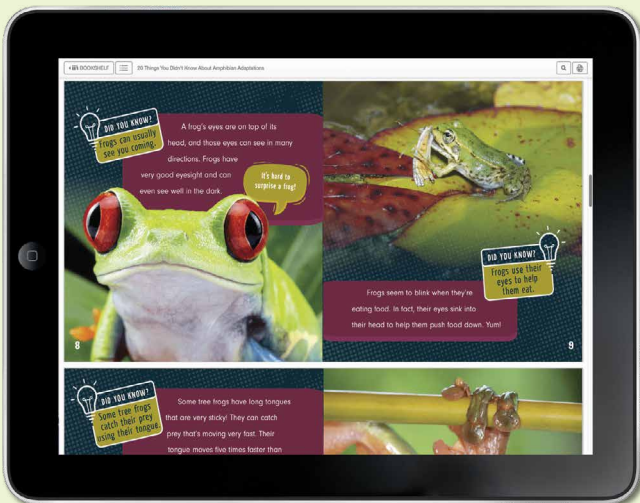 BOOKSHELF
20 Things You Didn't Know About Amphibian Adaptations
DID YOU KNOW?
Frogs can usually
see you coming.
A frog's eyes are on top of its
head, and those eyes can see in many
directions. Frogs have
very good eyesight and can
even see well in the dark.
It's hard to
surprise a frog!
8
DID YOU KNOW?
Frogs use their
eyes to help
them eat.
Frogs seem to blink when they're
eating food. In fact, their eyes sink into
their head to help them push food down. Yum!
9
DID YOU KNOW?
Some tree frogs
catch their prey
using their tongue.
Some tree frogs have long tongues
that are very sticky! They can catch
prey that's moving very fast. Their
tongue moves five times faster than